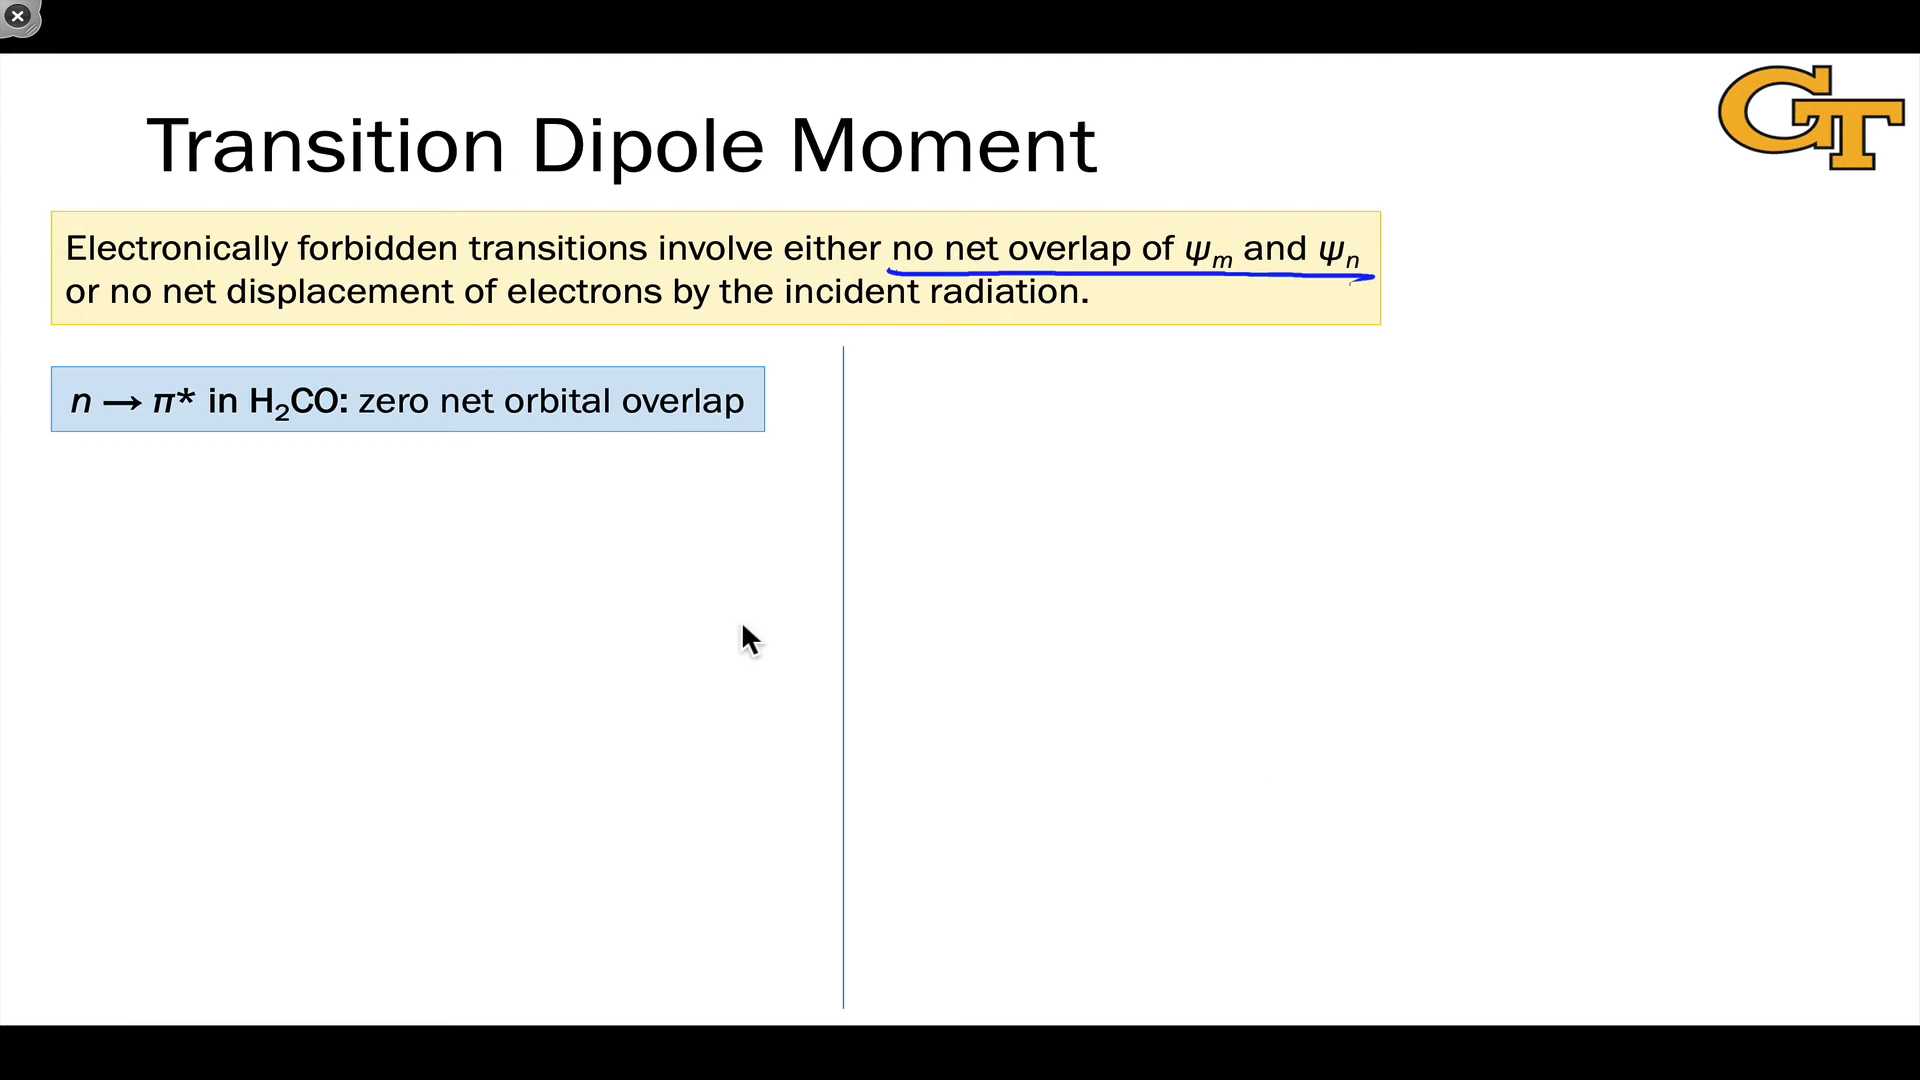 GT
Transition Dipole Moment
Electronically forbidden transitions involve either no net overlap of ψm and ψn
or no net displacement of electrons by the incident radiation.
n → π* in H2CO: zero net orbital overlap